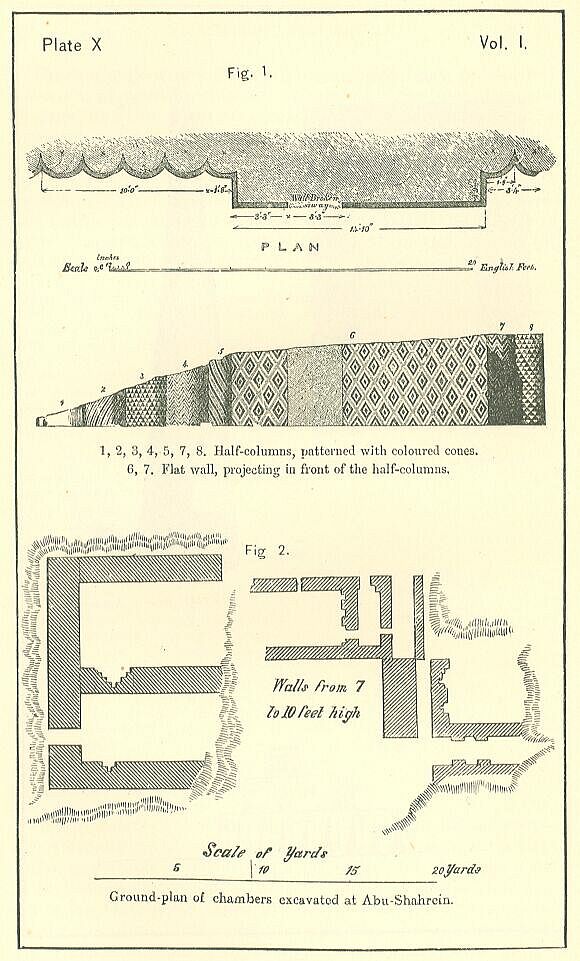 Plate X
Vol. I.
Fig. 1.
10'·0"
1'·8"
Wall Broken
away
3'·3" × 3'·3"
14'·10"
1'·8"
3'·4"
PLAN
Scale
Inches
20 English Feet.
1 2 3 4 5 6 7 8
1, 2, 3, 4, 5, 7, 8. Half-columns, patterned with coloured cones.
6, 7. Flat wall, projecting in front of the half-columns.
Fig 2.
Walls from 7
to 10 feet high
Scale of Yards
5 10 15 20 Yards
Ground-plan of chambers excavated at Abu-Shahrein.